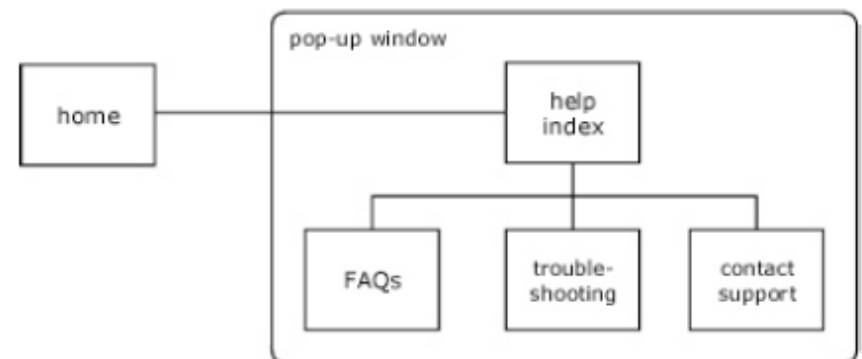 pop-up window
home
help
index
FAQs
trouble-
shooting
contact
support